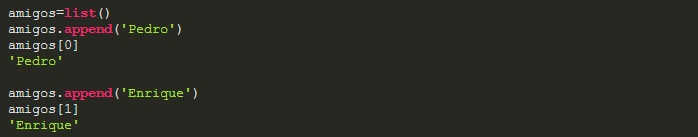 amigos=list()
amigos.append('Pedro')
amigos[0]
'Pedro'
amigos.append('Enrique')
amigos[1]
'Enrique'